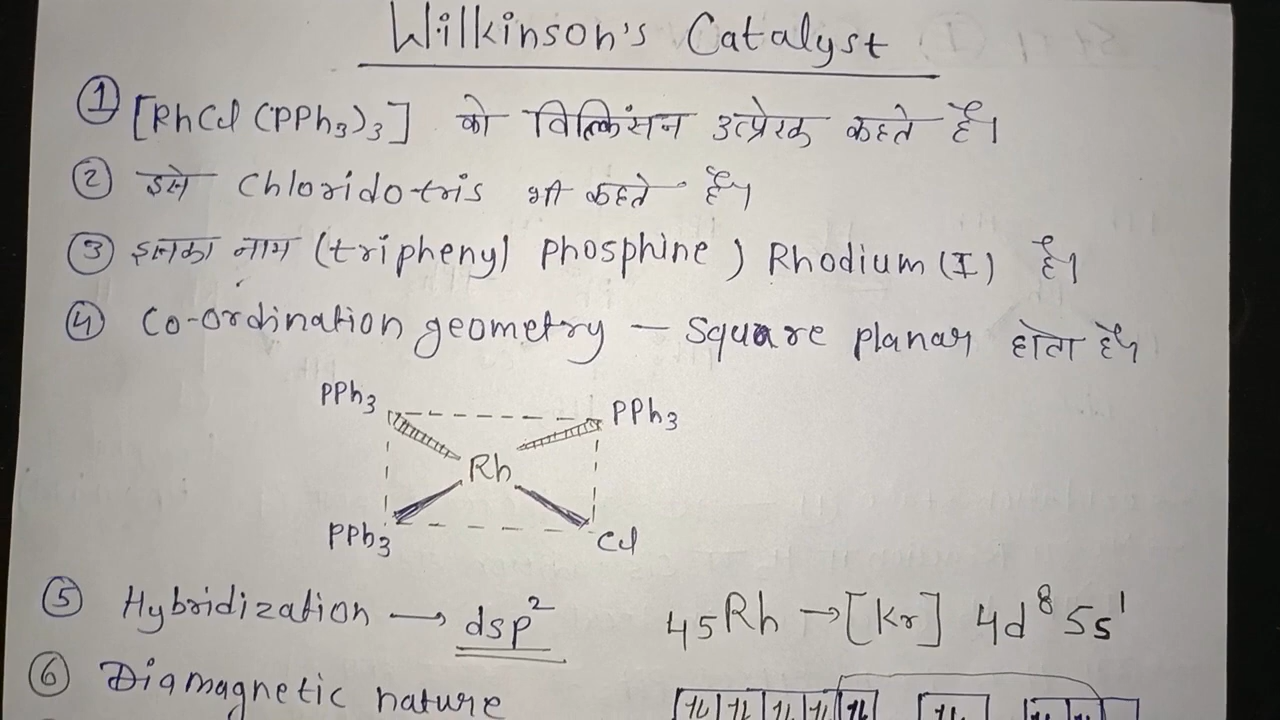 Wilkinson's Catalyst
① [RhCl (PPh3)3] को विल्किंसन उत्प्रेरक कहते हैं।
② इसे Chloridotris भी कहते है।
③ इसका नाम (triphenyl phosphine) Rhodium (I) है।
④ Co-ordination geometry – square planar होता है।
PPh3 PPh3
Rh
PPh3 Cl
⑤ Hybridization → dsp² 45Rh → [Kr] 4d⁸ 5s¹
⑥ Diamagnetic nature